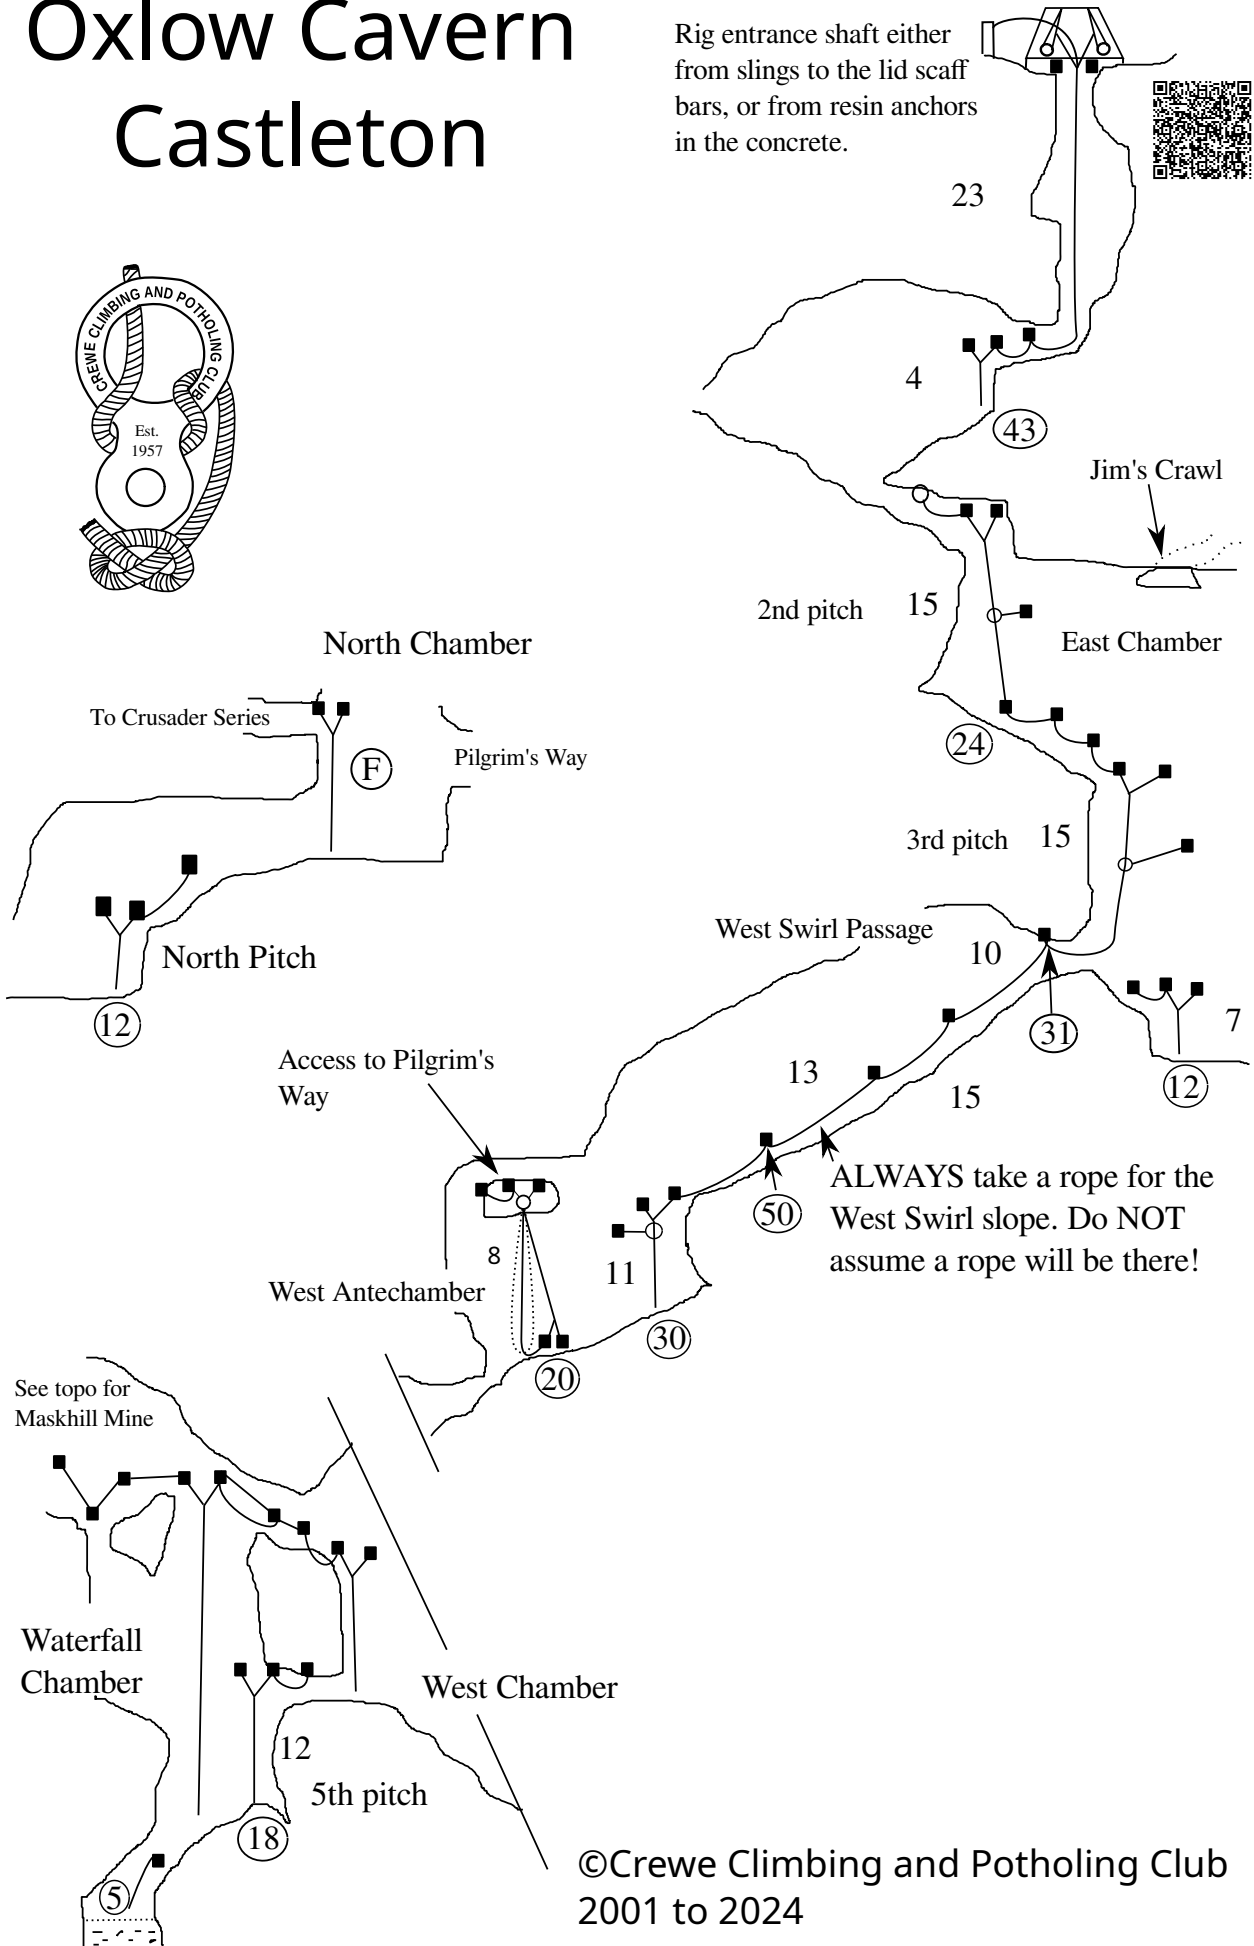 Oxlow Cavern
Castleton
Rig entrance shaft either
from slings to the lid scaff
bars, or from resin anchors
in the concrete.
23
CREWE CLIMBING AND POTHOLING CLUB
Est.
1957
4
43
Jim's Crawl
2nd pitch
15
East Chamber
North Chamber
To Crusader Series
F
Pilgrim's Way
24
3rd pitch
15
North Pitch
12
West Swirl Passage
10
31
7
12
Access to Pilgrim's
Way
13
15
ALWAYS take a rope for the
West Swirl slope. Do NOT
assume a rope will be there!
50
8
11
West Antechamber
30
20
See topo for
Maskhill Mine
Waterfall
Chamber
West Chamber
12
5th pitch
18
5
©Crewe Climbing and Potholing Club
2001 to 2024